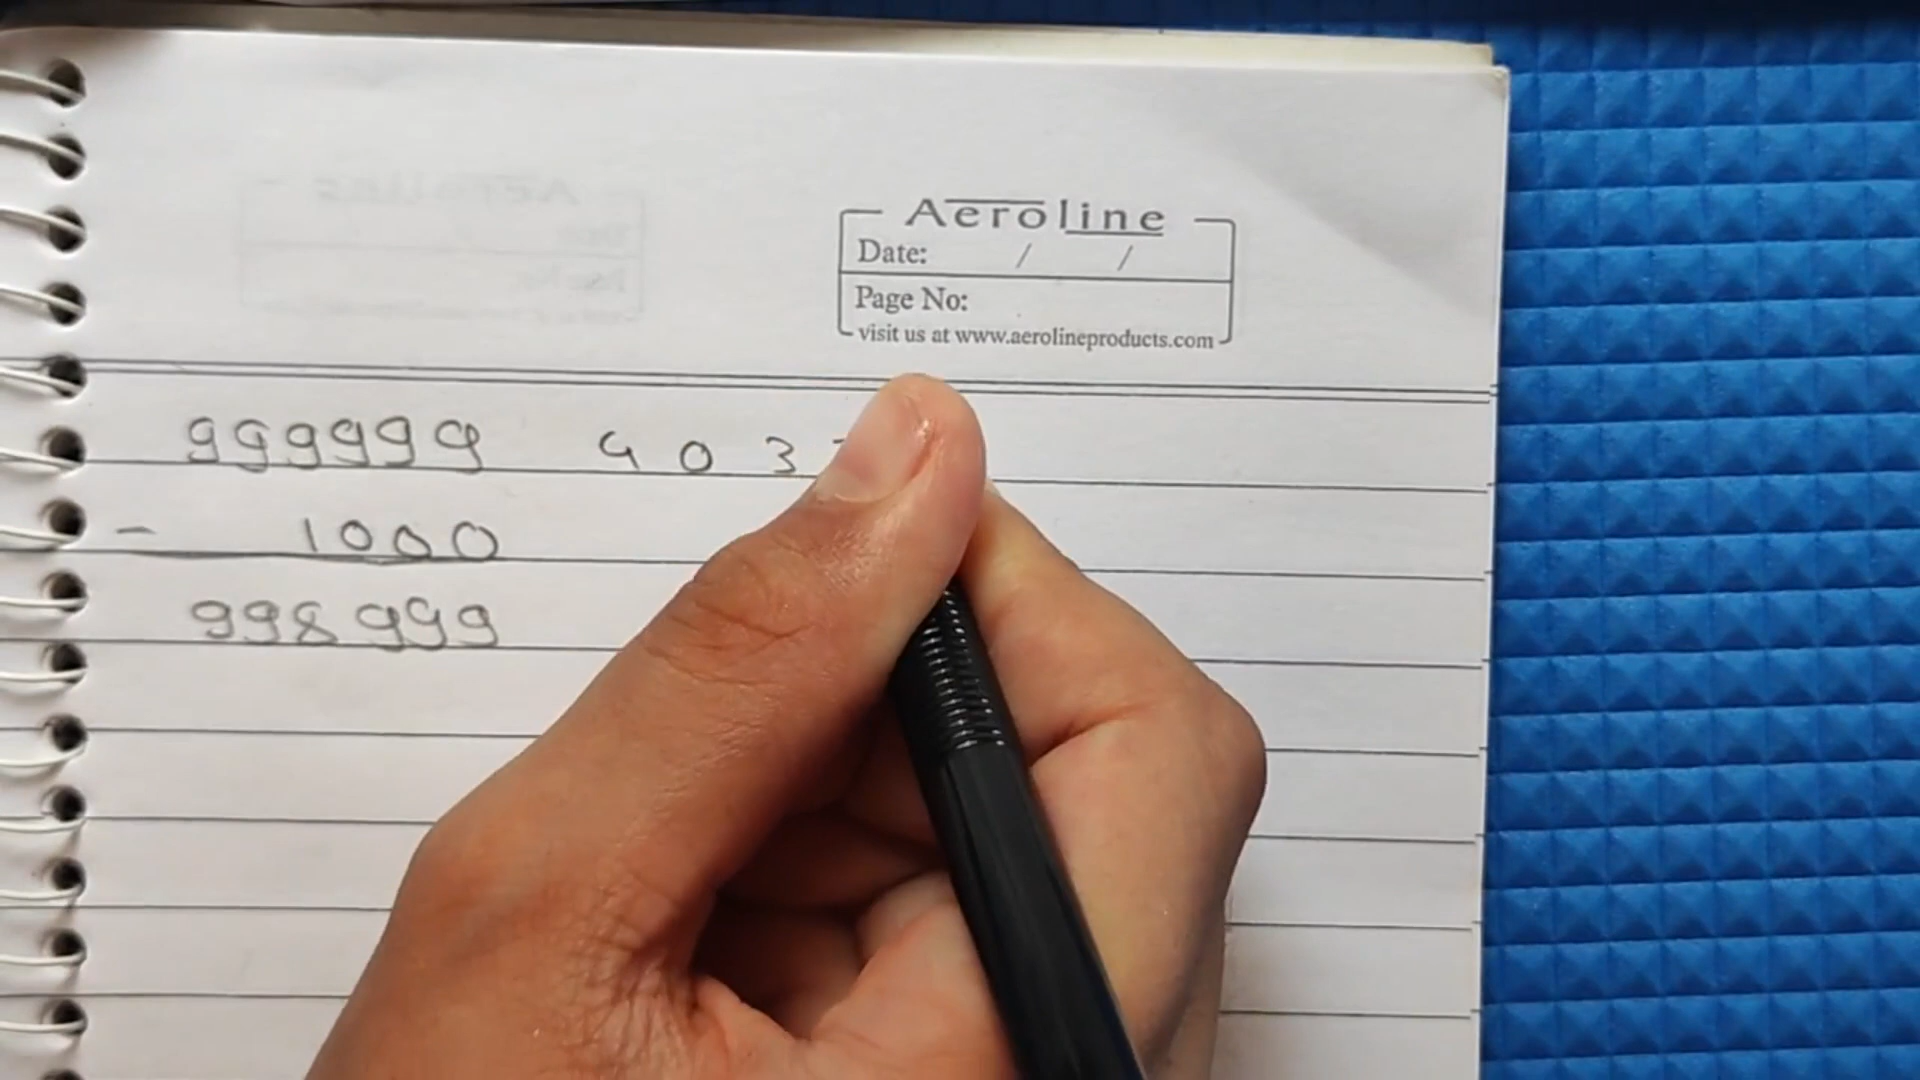 Aeroline
Date: / /
Page No:
visit us at www.aerolineproducts.com
999999 4 0 3
- 1000
998999